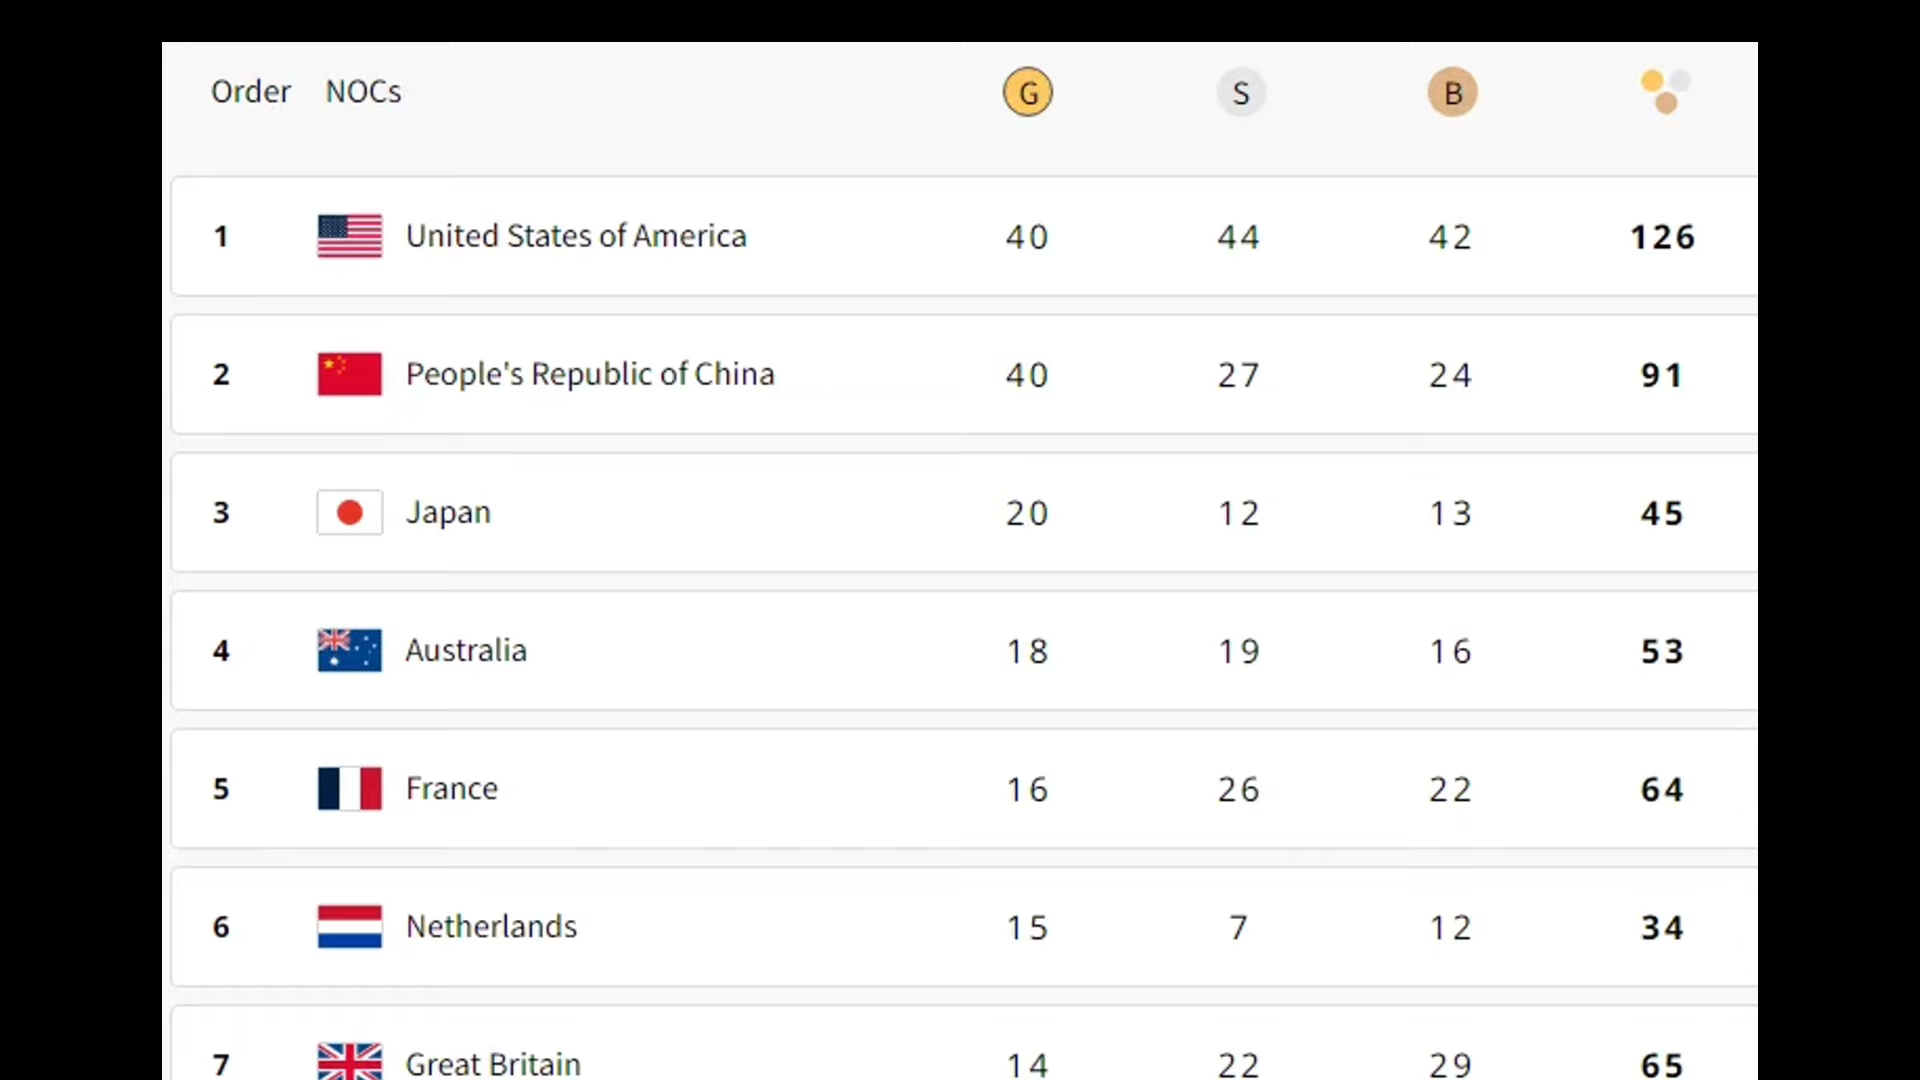 Order NOCs G S B
1 United States of America 40 44 42 126
2 People's Republic of China 40 27 24 91
3 Japan 20 12 13 45
4 Australia 18 19 16 53
5 France 16 26 22 64
6 Netherlands 15 7 12 34
7 Great Britain 14 22 29 65